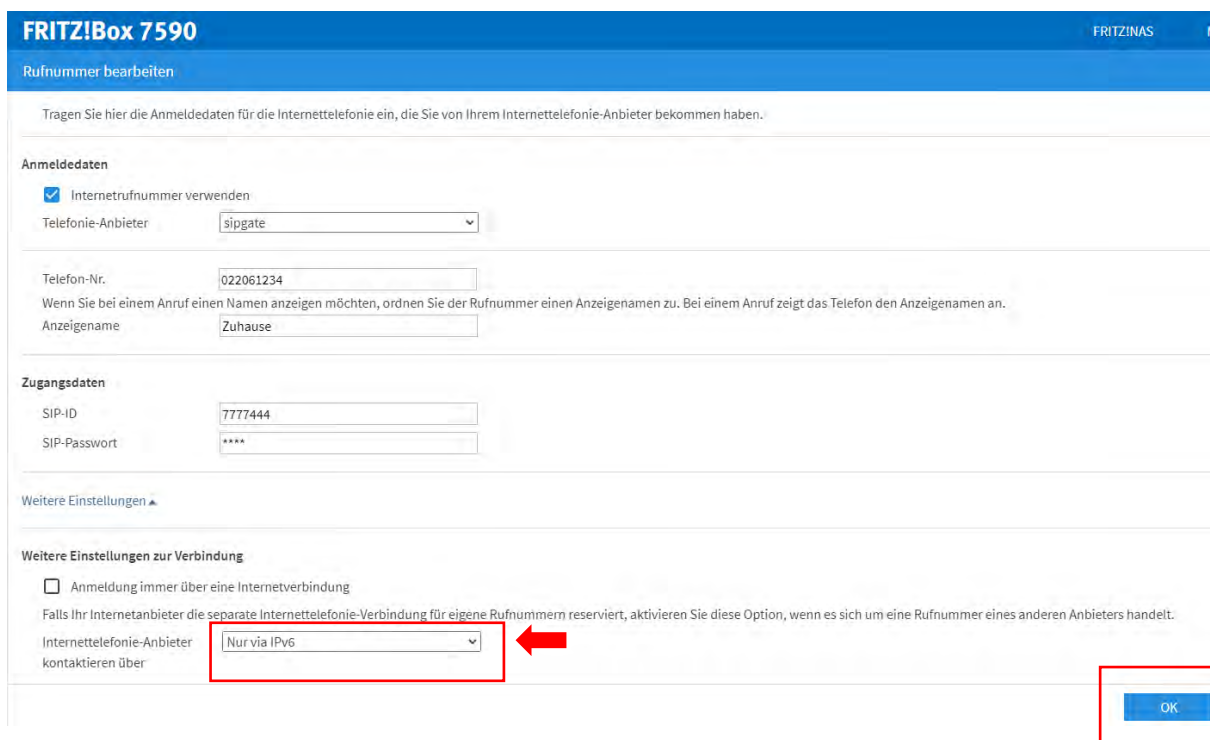 FRITZ!Box 7590
FRITZ!NAS
Rufnummer bearbeiten
Tragen Sie hier die Anmeldedaten für die Internettelefonie ein, die Sie von Ihrem Internettelefonie-Anbieter bekommen haben.
Anmeldedaten
Internetrufnummer verwenden
Telefonie-Anbieter sipgate
Telefon-Nr. 022061234
Wenn Sie bei einem Anruf einen Namen anzeigen möchten, ordnen Sie der Rufnummer einen Anzeigenamen zu. Bei einem Anruf zeigt das Telefon den Anzeigenamen an.
Anzeigename Zuhause
Zugangsdaten
SIP-ID 7777444
SIP-Passwort ****
Weitere Einstellungen
Weitere Einstellungen zur Verbindung
Anmeldung immer über eine Internetverbindung
Falls Ihr Internetanbieter die separate Internettelefonie-Verbindung für eigene Rufnummern reserviert, aktivieren Sie diese Option, wenn es sich um eine Rufnummer eines anderen Anbieters handelt.
Internettelefonie-Anbieter Nur via IPv6
kontaktieren über
OK